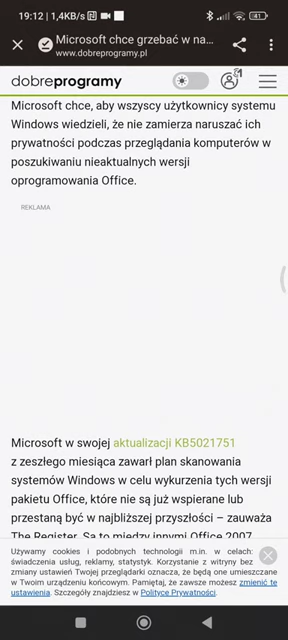 19:12 | 1,4KB/s
41
Microsoft chce grzebać w na...
www.dobreprogramy.pl
dobreprogramy
Microsoft chce, aby wszyscy użytkownicy systemu
Windows wiedzieli, że nie zamierza naruszać ich
prywatności podczas przeglądania komputerów w
poszukiwaniu nieaktualnych wersji
oprogramowania Office.
REKLAMA
Microsoft w swojej aktualizacji KB5021751
z zeszłego miesiąca zawarł plan skanowania
systemów Windows w celu wykurzenia tych wersji
pakietu Office, które nie są już wspierane lub
przestaną być w najbliższej przyszłości – zauważa
The Register. Są to między innymi Office 2007
Używamy cookies i podobnych technologii m.in. w celach:
świadczenia usług, reklamy, statystyk. Korzystanie z witryny bez
zmiany ustawień Twojej przeglądarki oznacza, że będą one umieszczane
w Twoim urządzeniu końcowym. Pamiętaj, że zawsze możesz zmienić te
ustawienia. Szczegóły znajdziesz w Polityce Prywatności.